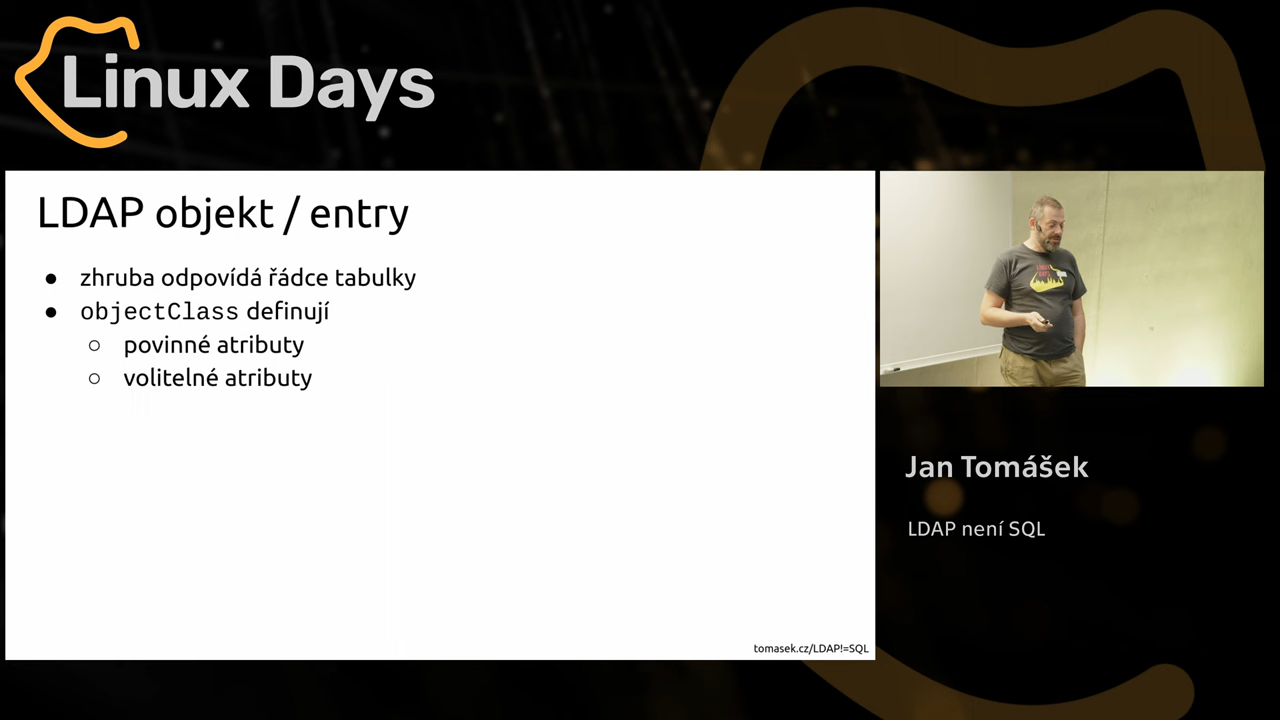 Linux Days
LDAP objekt / entry
● zhruba odpovídá řádce tabulky
● objectClass definují
○ povinné atributy
○ volitelné atributy
tomasek.cz/LDAP!=SQL
Jan Tomášek
LDAP není SQL